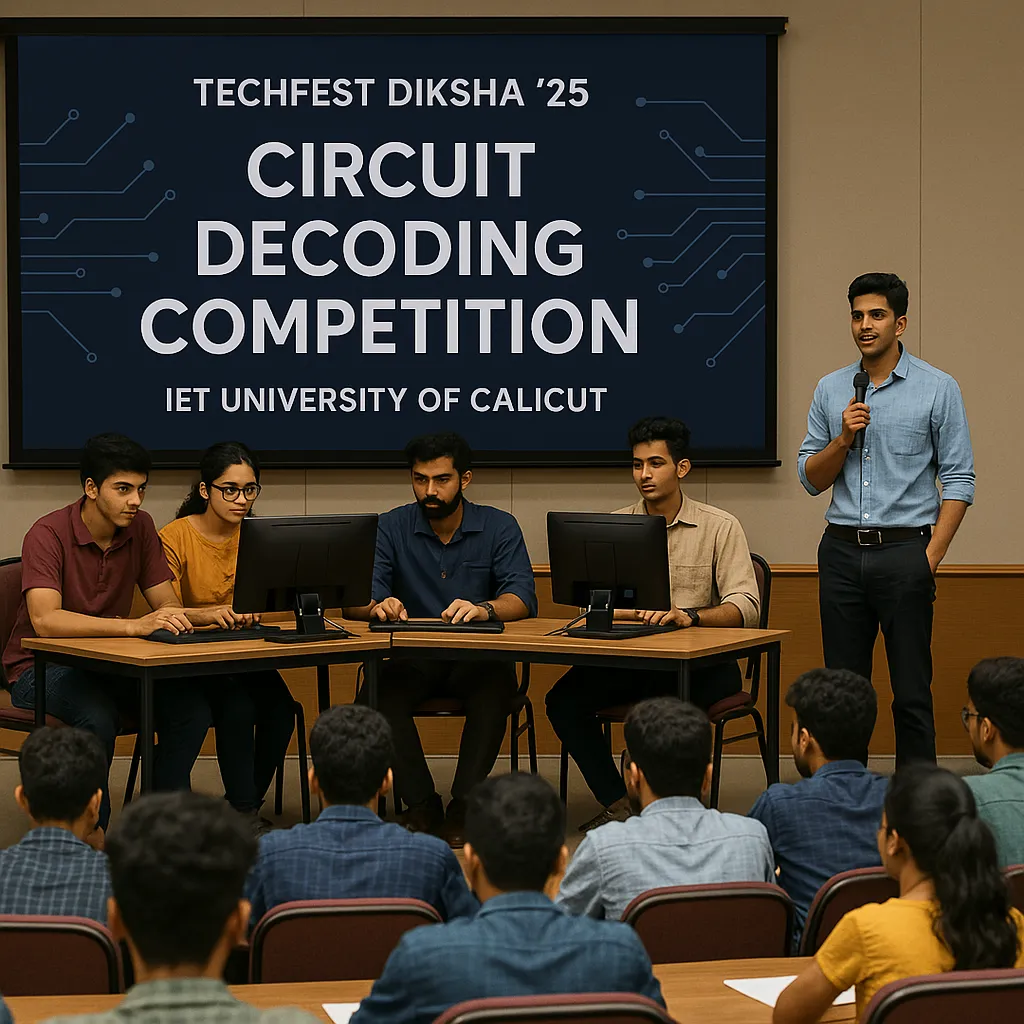 TECHFEST DIKSHA '25
CIRCUIT
DECODING
COMPETITION
IET UNIVERSITY OF CALICUT